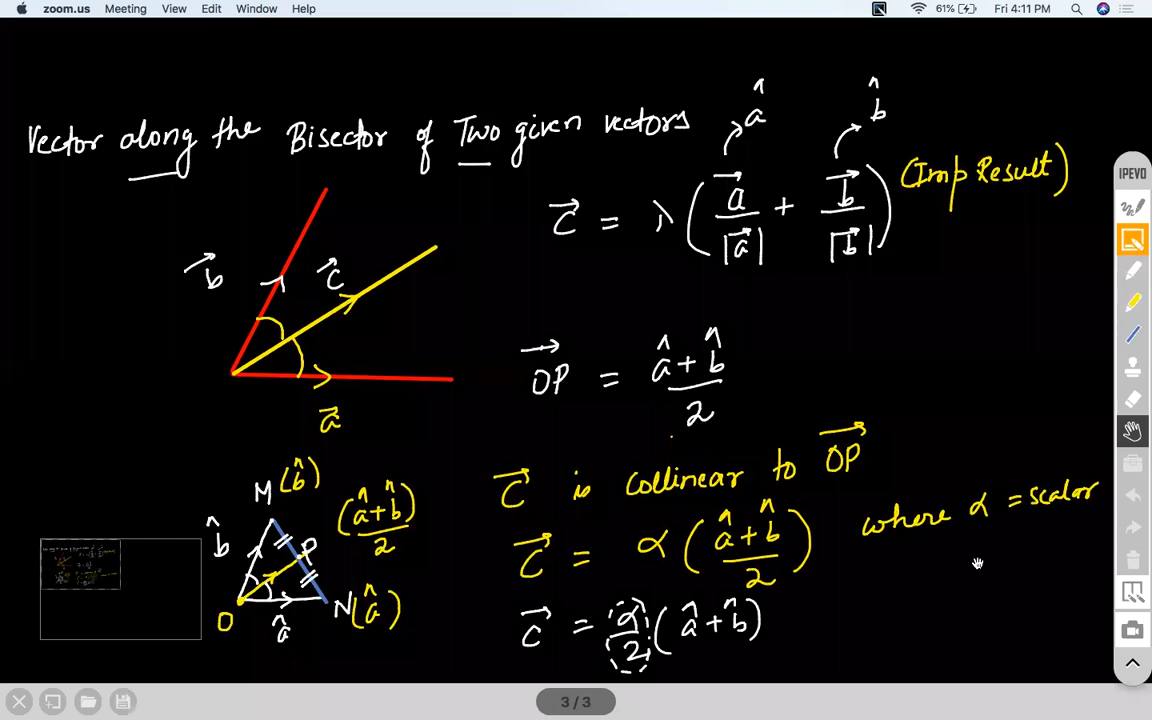 zoom.us Meeting View Edit Window Help 61% Fri 4:11 PM
Vector along the Bisector of Two given vectors
â b̂
c⃗ = λ ( a⃗/|a⃗| + b⃗/|b⃗| ) (Imp Result)
b⃗ c⃗
a⃗
OP⃗ = (â + b̂)/2
c⃗ is collinear to OP⃗
c⃗ = α ( (â + b̂)/2 ) where α = scalar
c⃗ = α/2 ( â + b̂ )
M (b̂)
(â + b̂)/2
b̂
P
O
N (â)
â
IPEVO
3 / 3